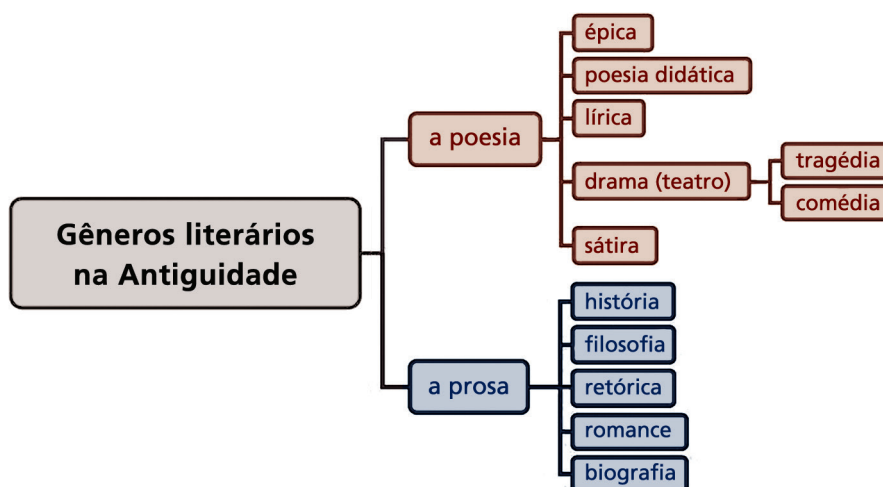 Gêneros literários
na Antiguidade
a poesia
épica
poesia didática
lírica
drama (teatro)
tragédia
comédia
sátira
a prosa
história
filosofia
retórica
romance
biografia